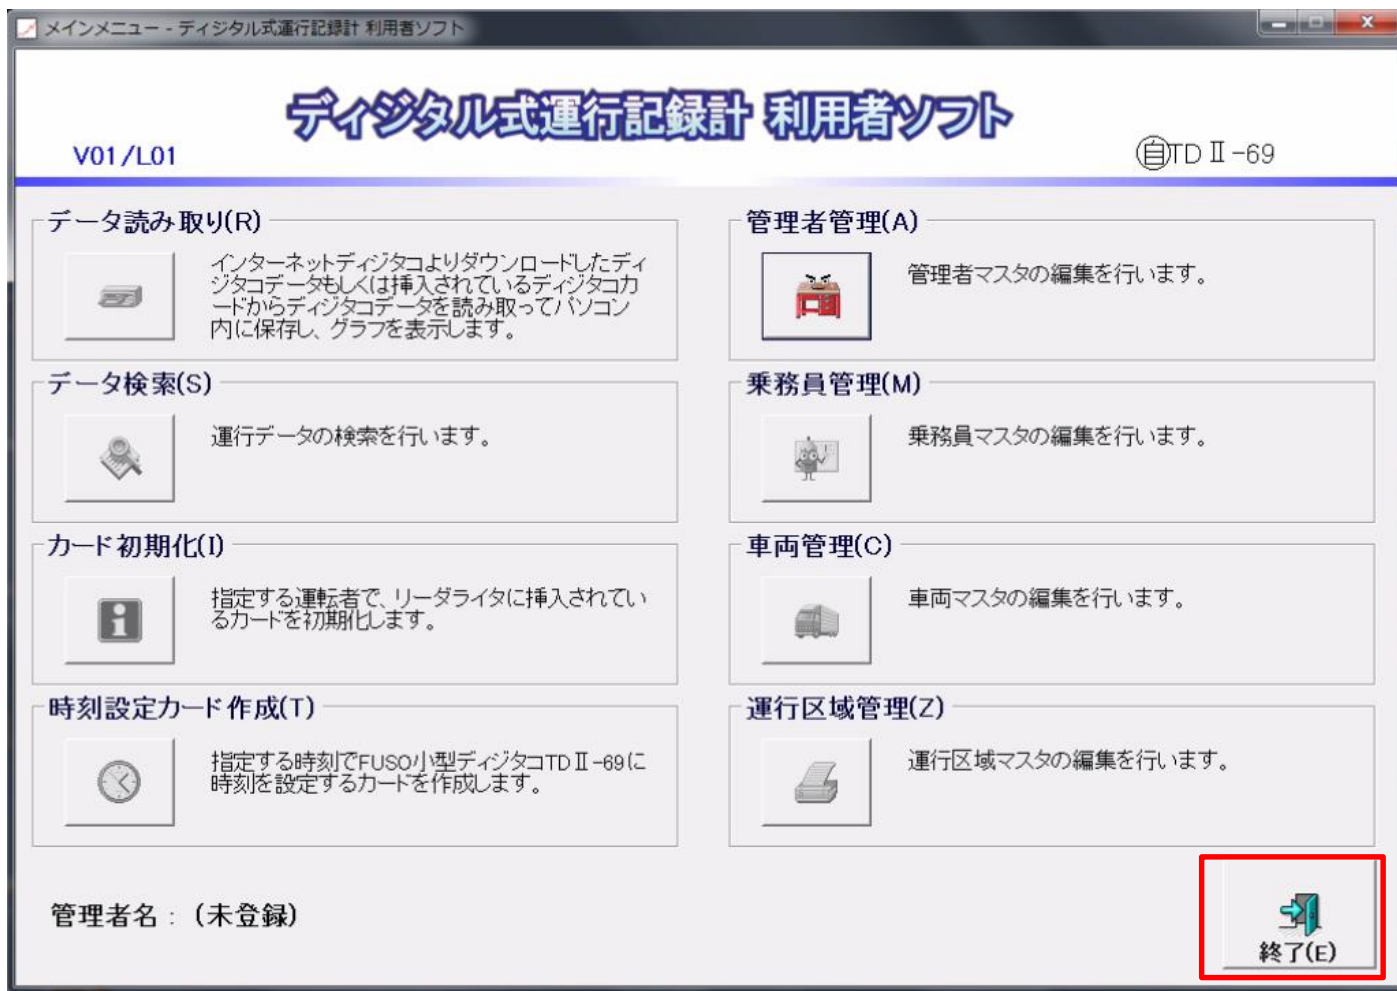 メインメニュー - ディジタル式運行記録計 利用者ソフト
ディジタル式運行記録計 利用者ソフト
V01/L01
�2TDⅡ-69
データ読み取り(R)
インターネットディジタコよりダウンロードしたディ
ジタコデータもしくは挿入されているディジタコカ
ードからディジタコデータを読み取ってパソコン
内に保存し、グラフを表示します。
管理者管理(A)
管理者マスタの編集を行います。
データ検索(S)
運行データの検索を行います。
乗務員管理(M)
乗務員マスタの編集を行います。
カード初期化(I)
指定する運転者で、リーダライタに挿入されてい
るカードを初期化します。
車両管理(C)
車両マスタの編集を行います。
時刻設定カード作成(T)
指定する時刻でFUSO小型ディジタコTDⅡ-69に
時刻を設定するカードを作成します。
運行区域管理(Z)
運行区域マスタの編集を行います。
管理者名 : (未登録)
終了(E)